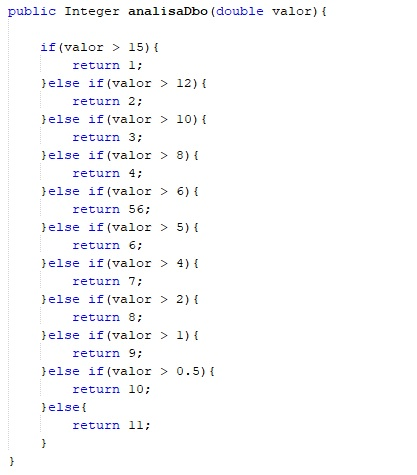 public Integer analisaDbo(double valor){
if(valor > 15){
return 1;
}else if(valor > 12){
return 2;
}else if(valor > 10){
return 3;
}else if(valor > 8){
return 4;
}else if(valor > 6){
return 56;
}else if(valor > 5){
return 6;
}else if(valor > 4){
return 7;
}else if(valor > 2){
return 8;
}else if(valor > 1){
return 9;
}else if(valor > 0.5){
return 10;
}else{
return 11;
}
}